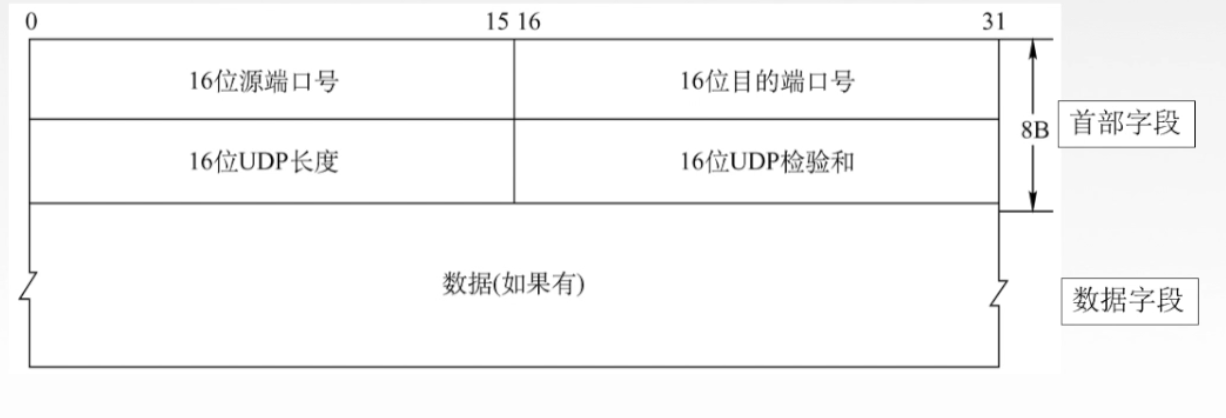 0 15 16 31
16位源端口号 16位目的端口号
8B 首部字段
16位UDP长度 16位UDP检验和
数据(如果有)
数据字段